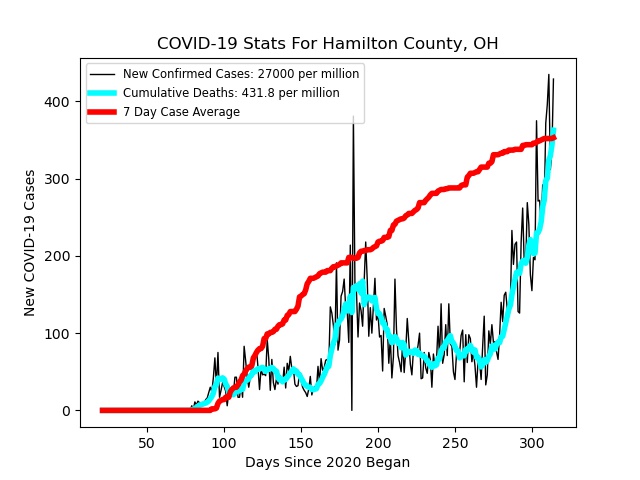 COVID-19 Stats For Hamilton County, OH
New Confirmed Cases: 27000 per million
Cumulative Deaths: 431.8 per million
7 Day Case Average
400
300
200
100
0
New COVID-19 Cases
50 100 150 200 250 300
Days Since 2020 Began